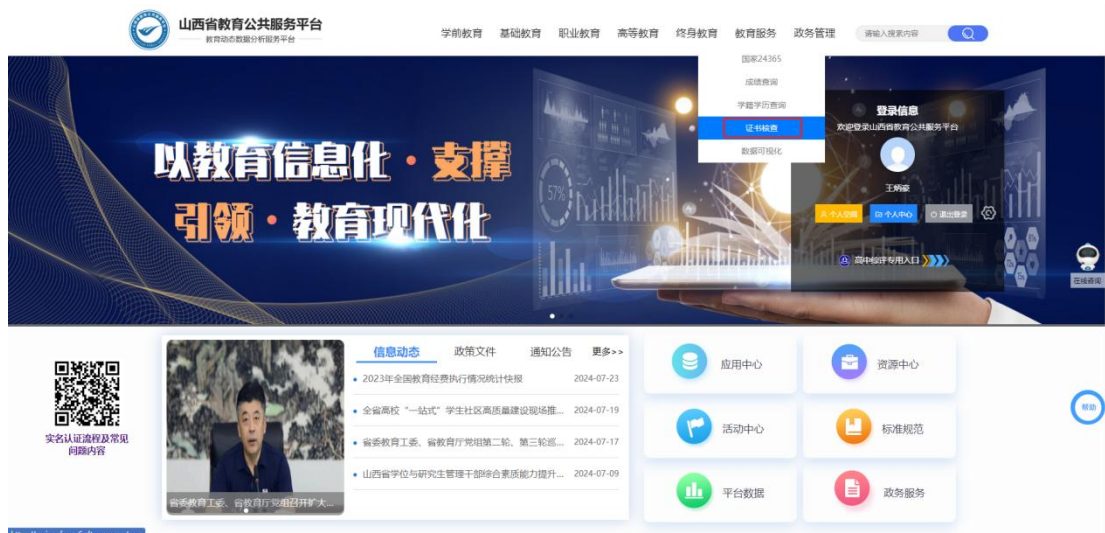 山西省教育公共服务平台
教育动态数据分析服务平台
学前教育 基础教育 职业教育 高等教育 终身教育 教育服务 政务管理 请输入搜索内容
国家24365
成绩查询
学籍学历查询
证书核查
数据可视化
以教育信息化·支撑
引领·教育现代化
57%
登录信息
欢迎登录山西省教育公共服务平台
王炳豪
个人空间 个人中心 退出登录
高中综评专用入口
在线咨询
实名认证流程及常见
问题内容
省委教育工委、省教育厅党组召开扩大...
信息动态 政策文件 通知公告 更多>>
2023年全国教育经费执行情况统计快报 2024-07-23
全省高校“一站式”学生社区高质量建设现场推... 2024-07-19
省委教育工委、省教育厅党组第二轮、第三轮巡... 2024-07-17
山西省学位与研究生管理干部综合素质能力提升... 2024-07-09
应用中心 资源中心
活动中心 标准规范
平台数据 政务服务
帮助